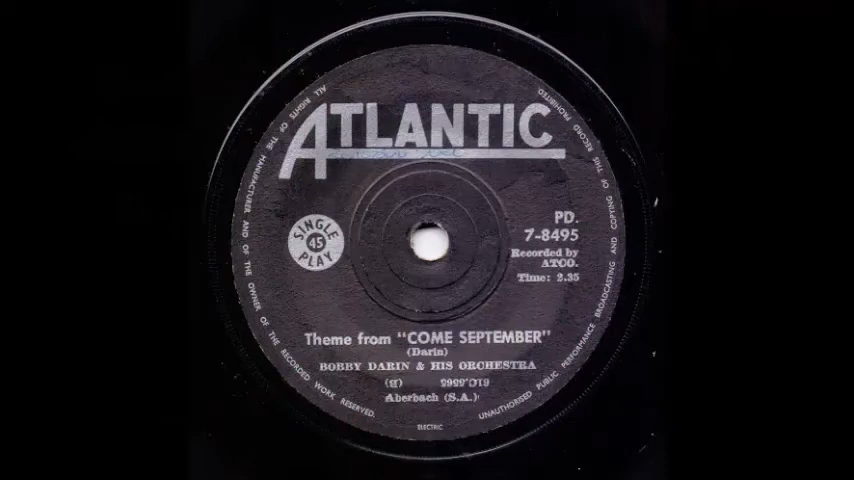 ATLANTIC
SINGLE
45
PLAY
PD.
7-8495
Recorded by
ATCO.
Time: 2.35
Theme from "COME SEPTEMBER"
(Darin)
BOBBY DARIN & HIS ORCHESTRA
Aberbach (S.A.)
ELECTRIC
ALL RIGHTS OF THE MANUFACTURER AND OF THE OWNER OF THE RECORDED WORK RESERVED.
UNAUTHORISED PUBLIC PERFORMANCE BROADCASTING AND COPYING OF THIS RECORD PROHIBITED.